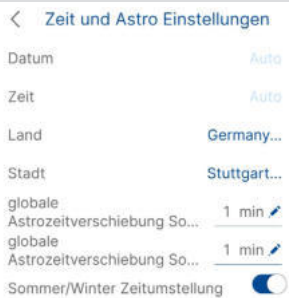 Zeit und Astro Einstellungen
Datum Auto
Zeit Auto
Land Germany...
Stadt Stuttgart...
globale
Astrozeitverschiebung So... 1 min
globale
Astrozeitverschiebung So... 1 min
Sommer/Winter Zeitumstellung